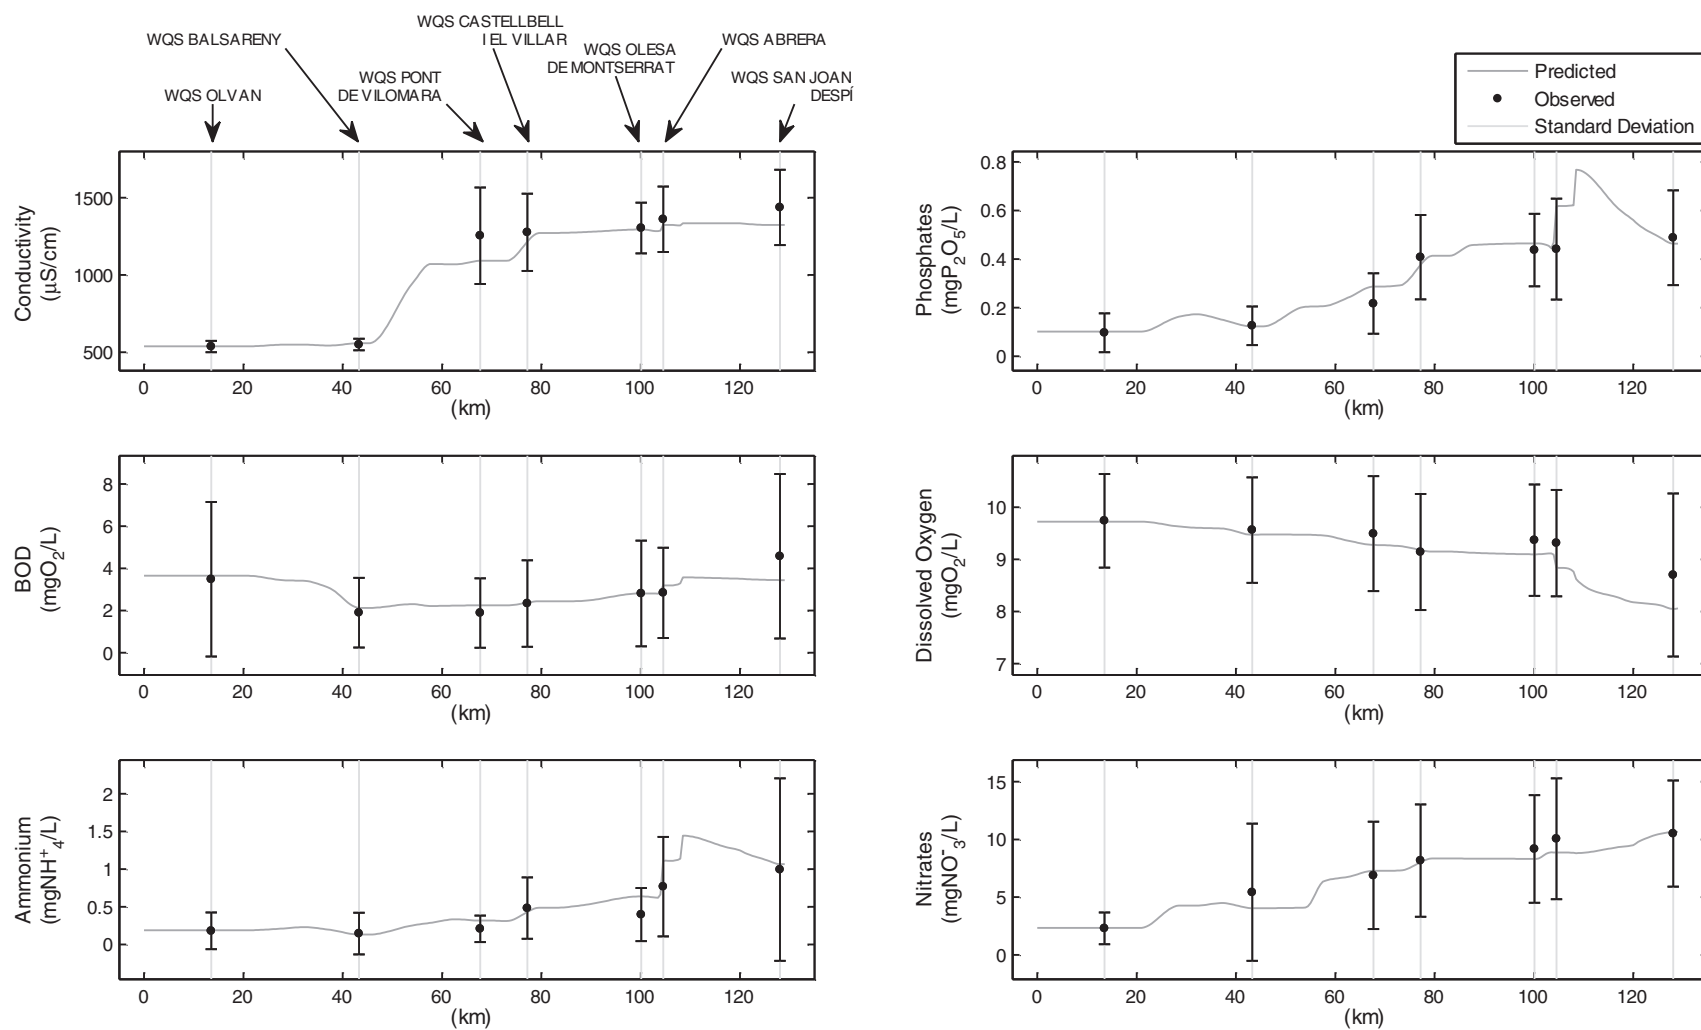 WQS CASTELLBELL
I EL VILLAR
WQS BALSARENY
WQS OLESA
DE MONTSERRAT
WQS ABRERA
WQS PONT
DE VILOMARA
WQS SAN JOAN
DESPÍ
WQS OLVAN
Predicted
Observed
Standard Deviation
Conductivity
(µS/cm)
1500
1000
500
0 20 40 60 80 100 120
(km)
Phosphates
(mgP2O5/L)
0.8
0.6
0.4
0.2
0
0 20 40 60 80 100 120
(km)
BOD
(mgO2/L)
8
6
4
2
0
0 20 40 60 80 100 120
(km)
Dissolved Oxygen
(mgO2/L)
10
9
8
7
0 20 40 60 80 100 120
(km)
Ammonium
(mgNH+4/L)
2
1.5
1
0.5
0
0 20 40 60 80 100 120
(km)
Nitrates
(mgNO-3/L)
15
10
5
0
0 20 40 60 80 100 120
(km)